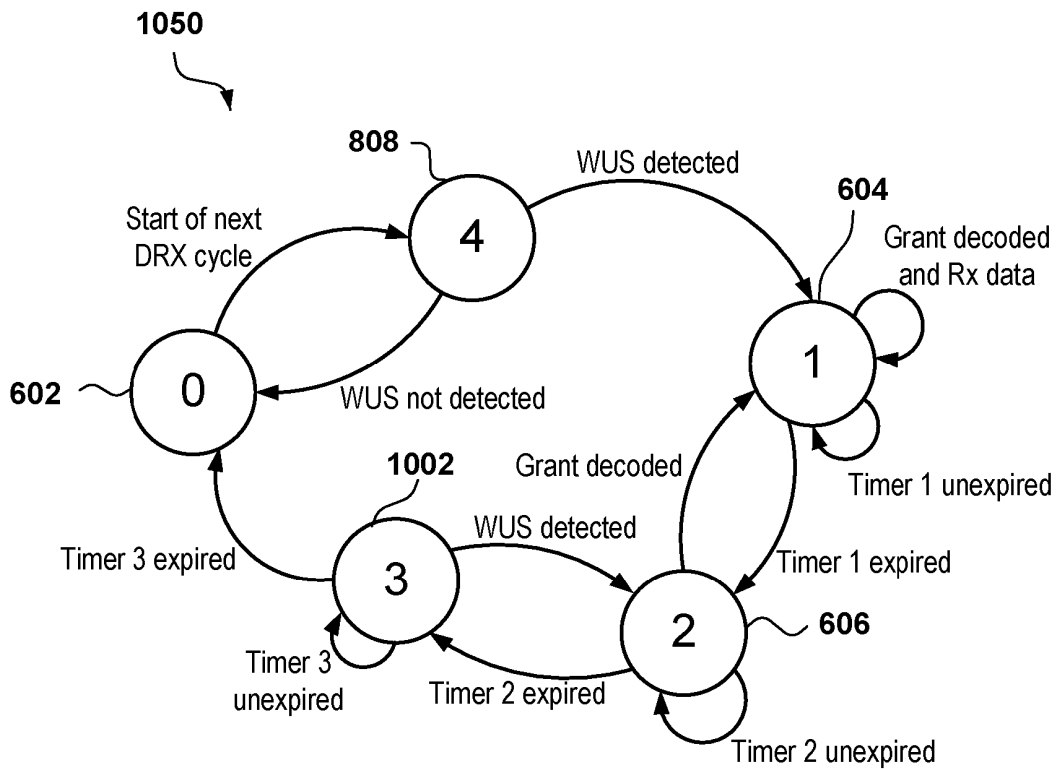 1050
808
WUS detected
604
Start of next
DRX cycle
4
Grant decoded
and Rx data
1
602
0
WUS not detected
1002
Grant decoded
Timer 1 unexpired
WUS detected
Timer 3 expired
3
Timer 1 expired
2
606
Timer 3
unexpired
Timer 2 expired
Timer 2 unexpired